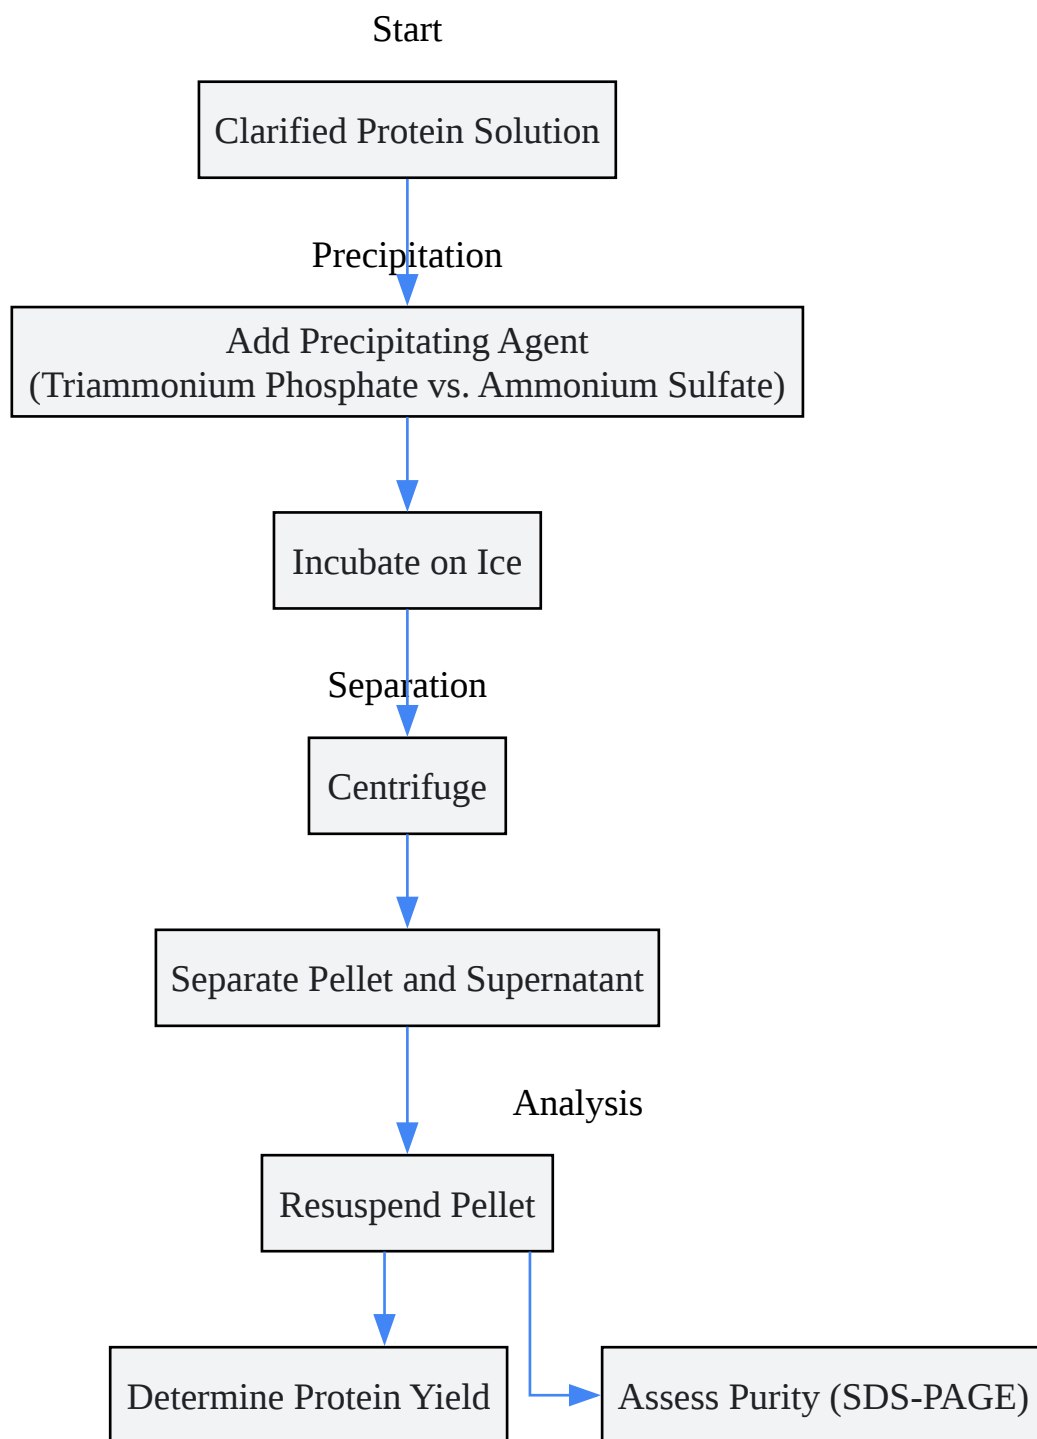 Start
Clarified Protein Solution
Precipitation
Add Precipitating Agent
(Triammonium Phosphate vs. Ammonium Sulfate)
Incubate on Ice
Separation
Centrifuge
Separate Pellet and Supernatant
Analysis
Resuspend Pellet
Determine Protein Yield
Assess Purity (SDS-PAGE)